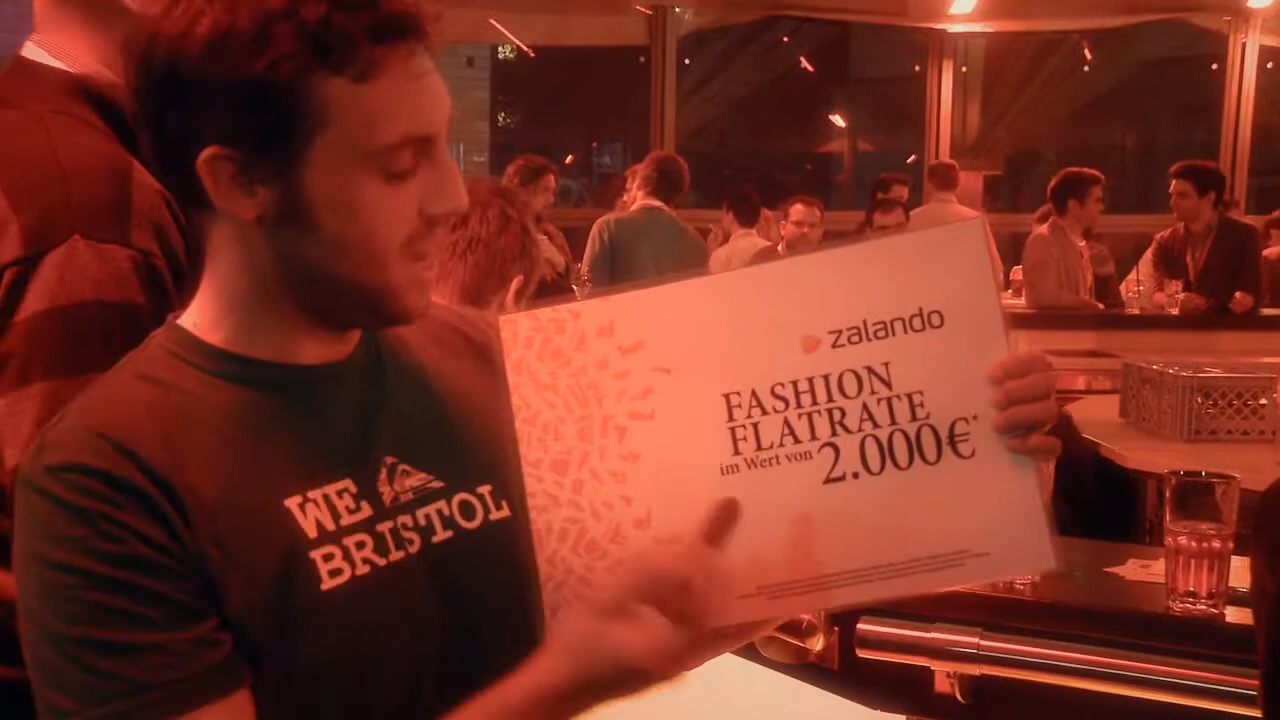 WE
BRISTOL
zalando
FASHION
FLATRATE
im Wert von 2.000€*